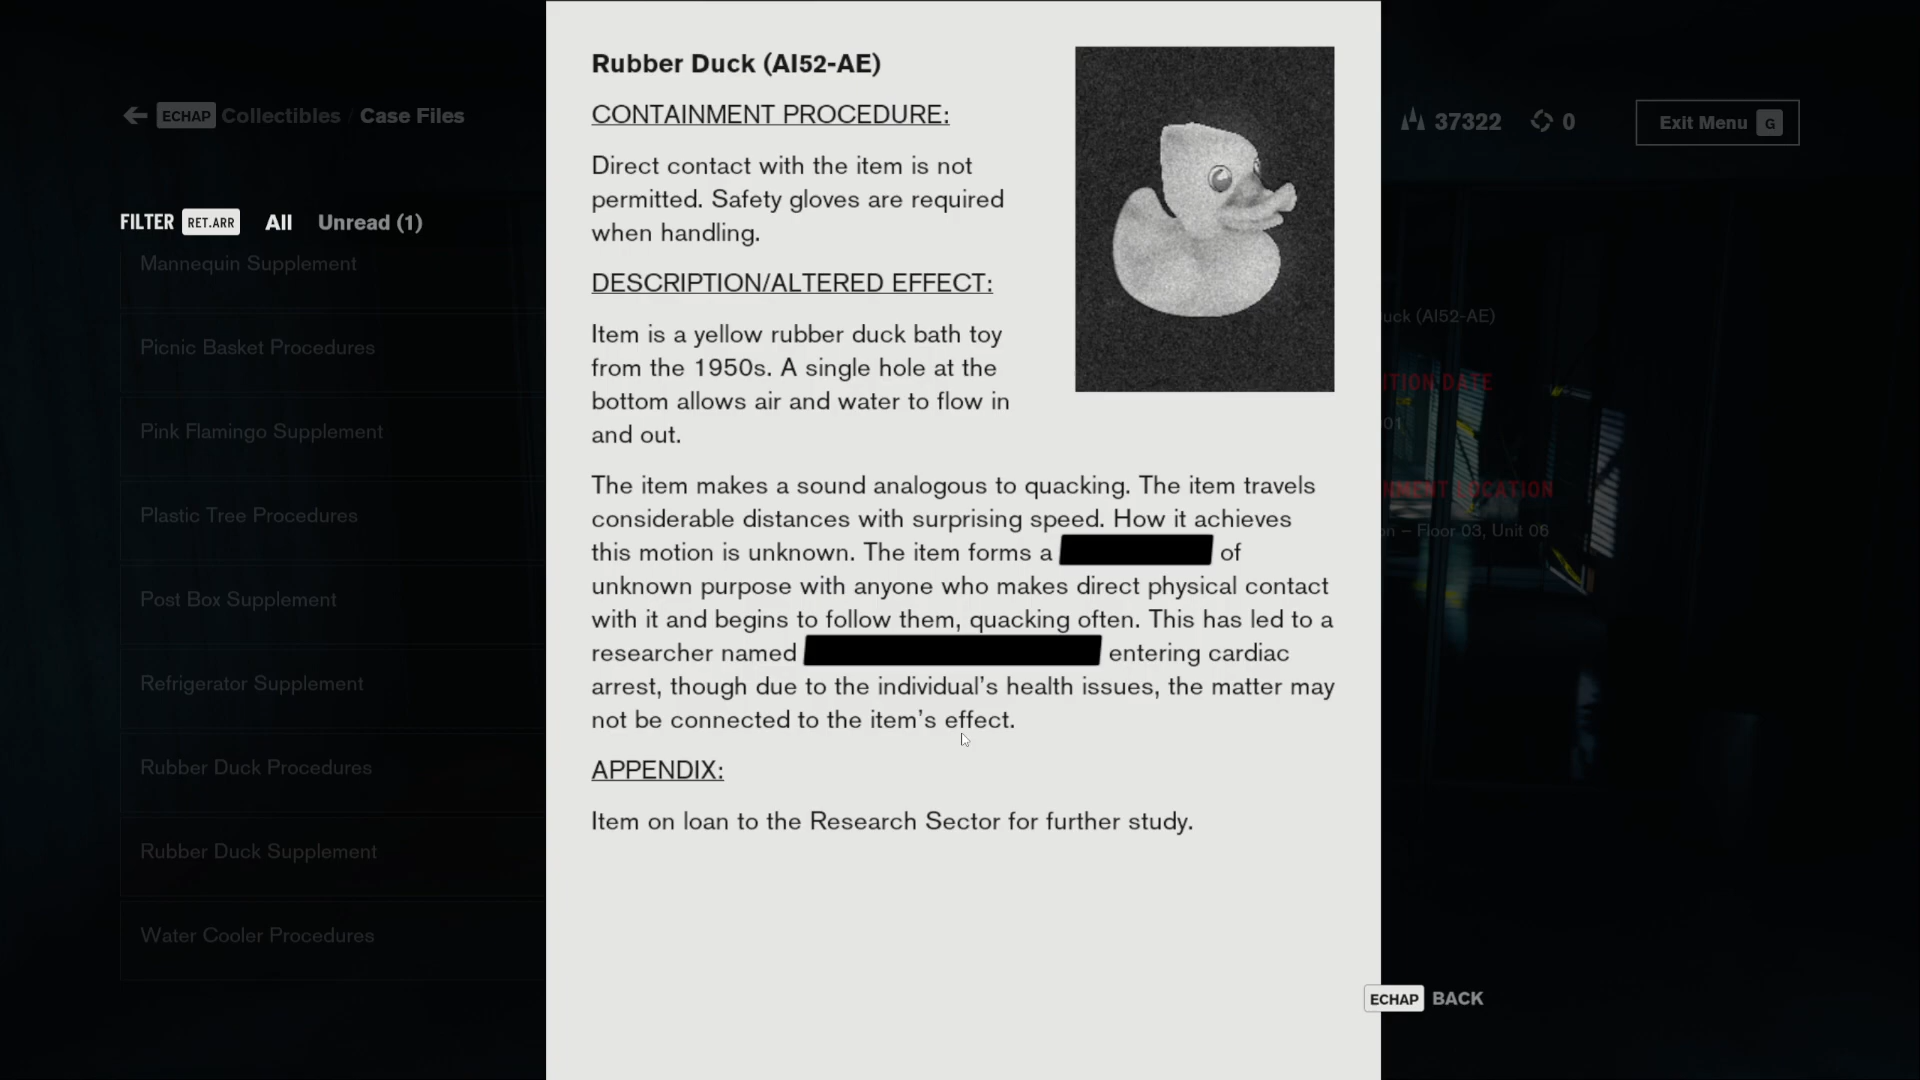 Rubber Duck (AI52-AE)
CONTAINMENT PROCEDURE:
Direct contact with the item is not
permitted. Safety gloves are required
when handling.
DESCRIPTION/ALTERED EFFECT:
Item is a yellow rubber duck bath toy
from the 1950s. A single hole at the
bottom allows air and water to flow in
and out.
The item makes a sound analogous to quacking. The item travels
considerable distances with surprising speed. How it achieves
this motion is unknown. The item forms a of
unknown purpose with anyone who makes direct physical contact
with it and begins to follow them, quacking often. This has led to a
researcher named entering cardiac
arrest, though due to the individual's health issues, the matter may
not be connected to the item's effect.
APPENDIX:
Item on loan to the Research Sector for further study.
ECHAP Collectibles / Case Files
FILTER RET.ARR All Unread (1)
Mannequin Supplement
Picnic Basket Procedures
Pink Flamingo Supplement
Plastic Tree Procedures
Post Box Supplement
Refrigerator Supplement
Rubber Duck Procedures
Rubber Duck Supplement
Water Cooler Procedures
37322 0 Exit Menu G
(AI52-AE)
DATE
LOCATION
– Floor 03, Unit 06
ECHAP BACK